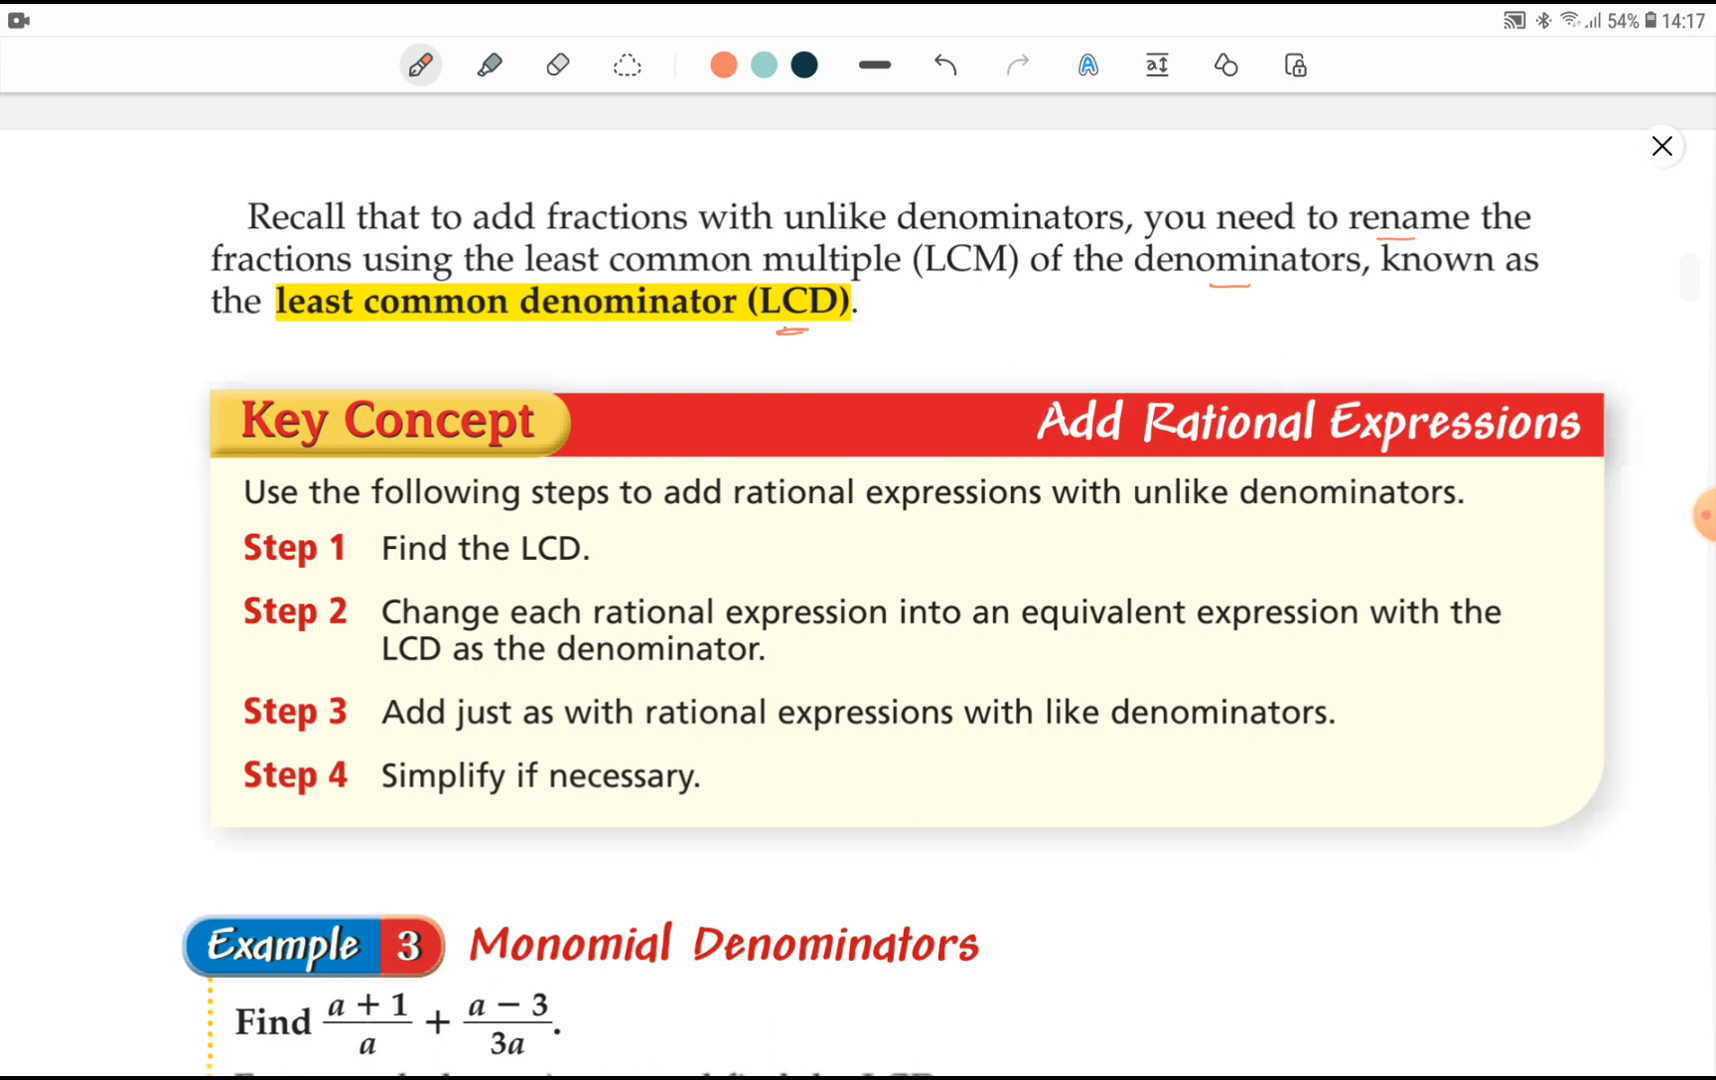 54% 14:17
Recall that to add fractions with unlike denominators, you need to rename the
fractions using the least common multiple (LCM) of the denominators, known as
the least common denominator (LCD).
Key Concept
Add Rational Expressions
Use the following steps to add rational expressions with unlike denominators.
Step 1 Find the LCD.
Step 2 Change each rational expression into an equivalent expression with the
LCD as the denominator.
Step 3 Add just as with rational expressions with like denominators.
Step 4 Simplify if necessary.
Example 3 Monomial Denominators
Find (a + 1)/a + (a − 3)/3a.